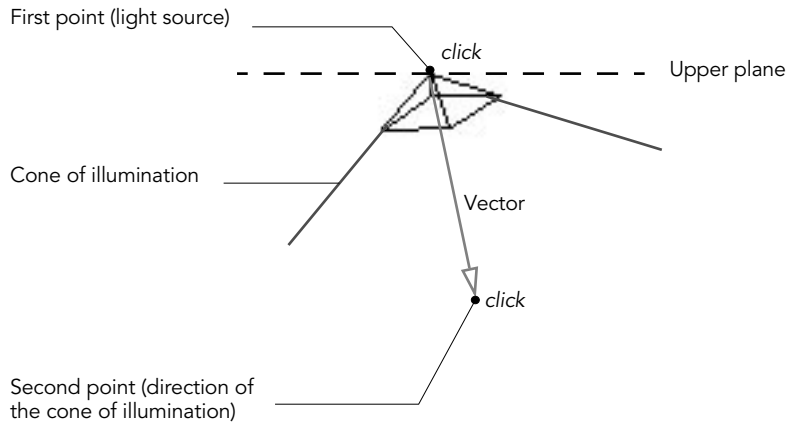 First point (light source)
click
Upper plane
Cone of illumination
Vector
click
Second point (direction of
the cone of illumination)